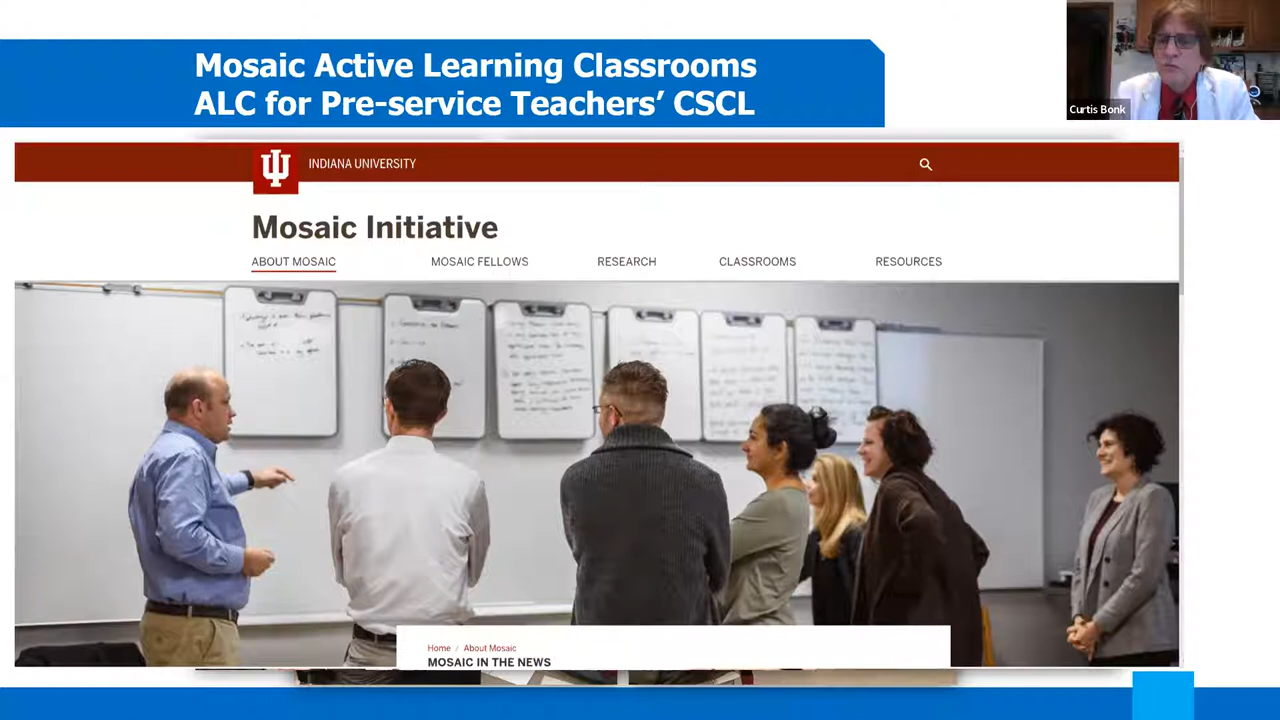 Mosaic Active Learning Classrooms
ALC for Pre-service Teachers’ CSCL
Curtis Bonk
INDIANA UNIVERSITY
Mosaic Initiative
ABOUT MOSAIC
MOSAIC FELLOWS
RESEARCH
CLASSROOMS
RESOURCES
Home / About Mosaic
MOSAIC IN THE NEWS